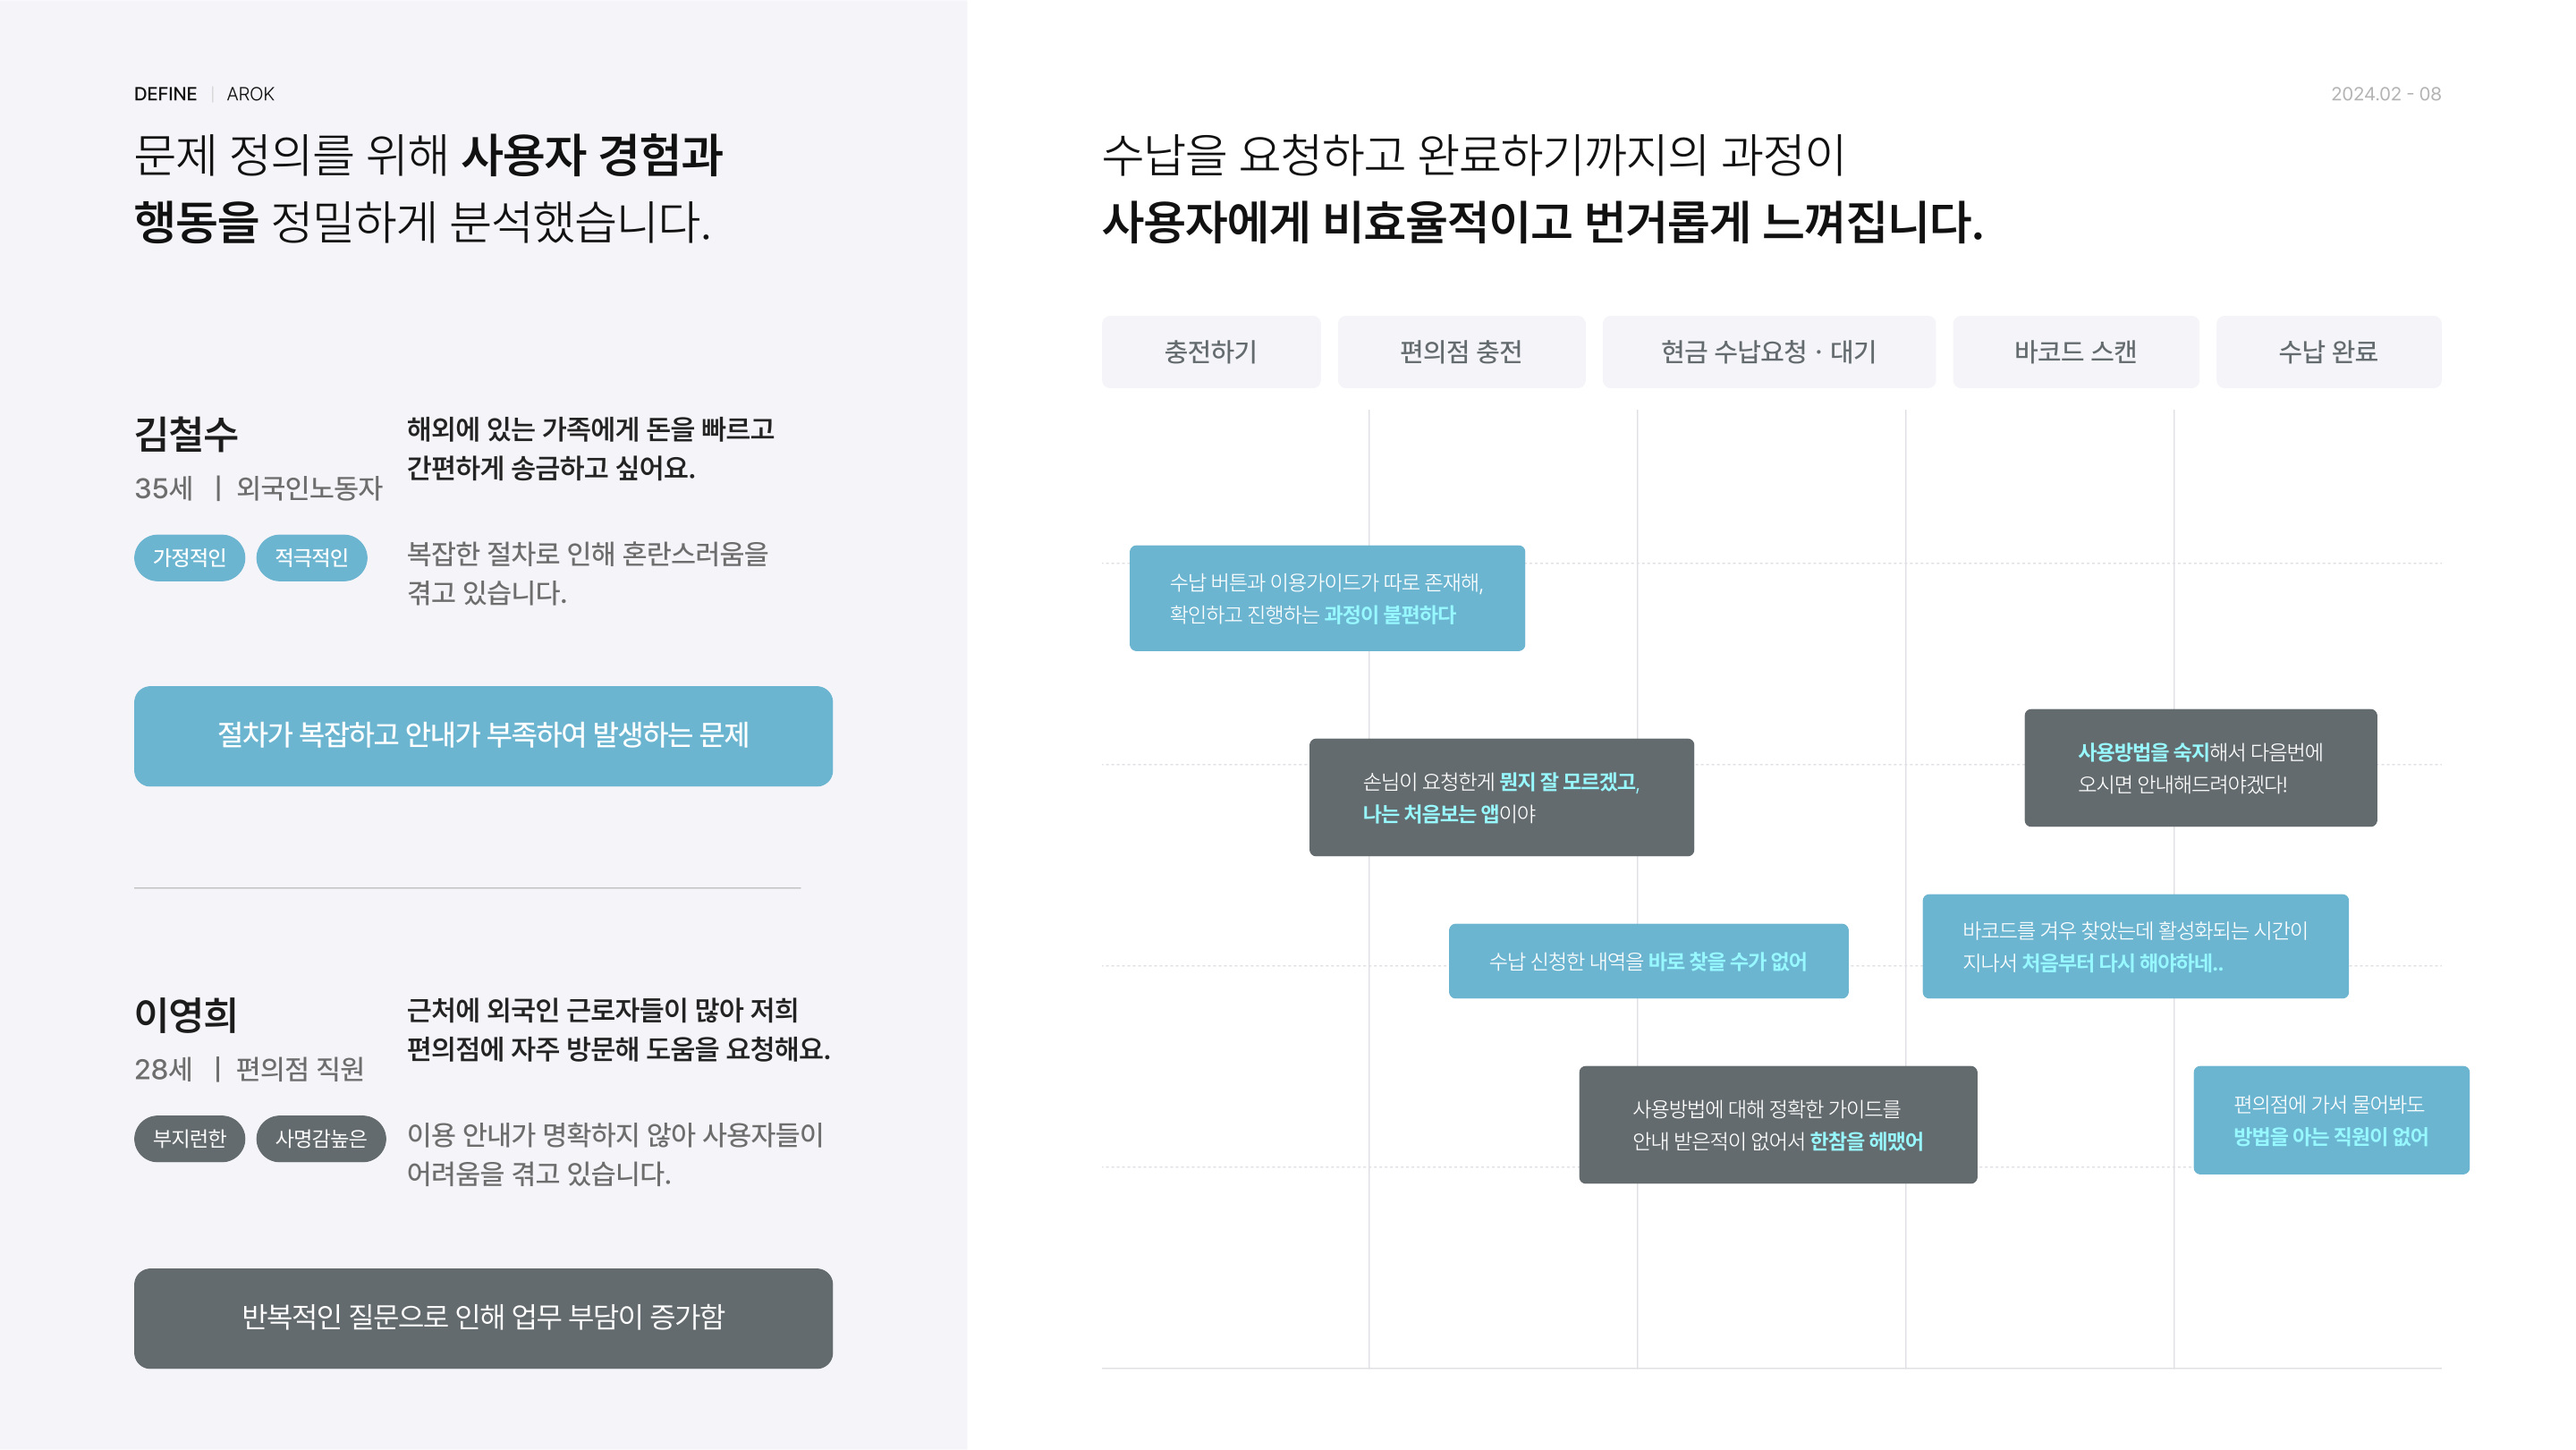 DEFINE | AROK
문제 정의를 위해 사용자 경험과
행동을 정밀하게 분석했습니다.
김철수
35세 | 외국인노동자
가정적인 적극적인
해외에 있는 가족에게 돈을 빠르고
간편하게 송금하고 싶어요.
복잡한 절차로 인해 혼란스러움을
겪고 있습니다.
절차가 복잡하고 안내가 부족하여 발생하는 문제
이영희
28세 | 편의점 직원
부지런한 사명감높은
근처에 외국인 근로자들이 많아 저희
편의점에 자주 방문해 도움을 요청해요.
이용 안내가 명확하지 않아 사용자들이
어려움을 겪고 있습니다.
반복적인 질문으로 인해 업무 부담이 증가함
2024.02 - 08
수납을 요청하고 완료하기까지의 과정이
사용자에게 비효율적이고 번거롭게 느껴집니다.
충전하기 편의점 충전 현금 수납요청 · 대기 바코드 스캔 수납 완료
수납 버튼과 이용가이드가 따로 존재해,
확인하고 진행하는 과정이 불편하다
손님이 요청한게 뭔지 잘 모르겠고,
나는 처음보는 앱이야
사용방법을 숙지해서 다음번에
오시면 안내해드려야겠다!
수납 신청한 내역을 바로 찾을 수가 없어
바코드를 겨우 찾았는데 활성화되는 시간이
지나서 처음부터 다시 해야하네..
사용방법에 대해 정확한 가이드를
안내 받은적이 없어서 한참을 헤맸어
편의점에 가서 물어봐도
방법을 아는 직원이 없어